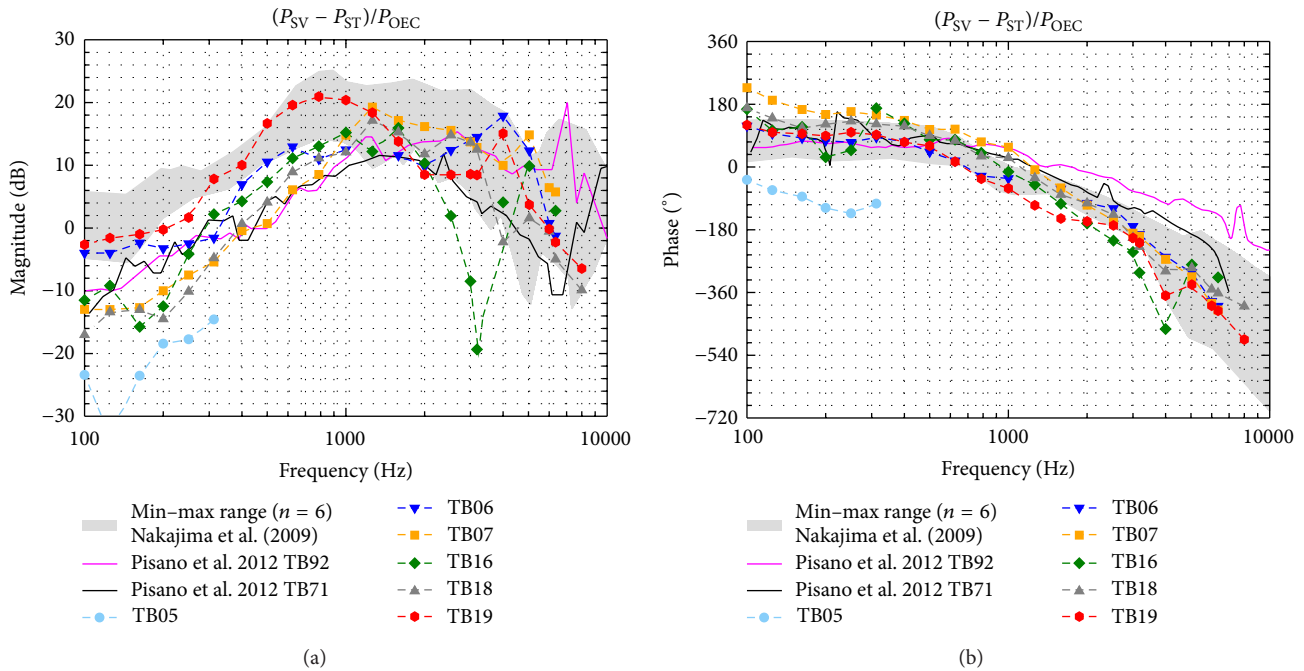 (P_SV − P_ST)/P_OEC
30
20
10
0
−10
−20
−30
Magnitude (dB)
100
1000
10000
Frequency (Hz)
Min–max range (n = 6)
Nakajima et al. (2009)
Pisano et al. 2012 TB92
Pisano et al. 2012 TB71
TB05
TB06
TB07
TB16
TB18
TB19
(a)
(P_SV − P_ST)/P_OEC
360
180
0
−180
−360
−540
−720
Phase (°)
100
1000
10000
Frequency (Hz)
Min–max range (n = 6)
Nakajima et al. (2009)
Pisano et al. 2012 TB92
Pisano et al. 2012 TB71
TB05
TB06
TB07
TB16
TB18
TB19
(b)